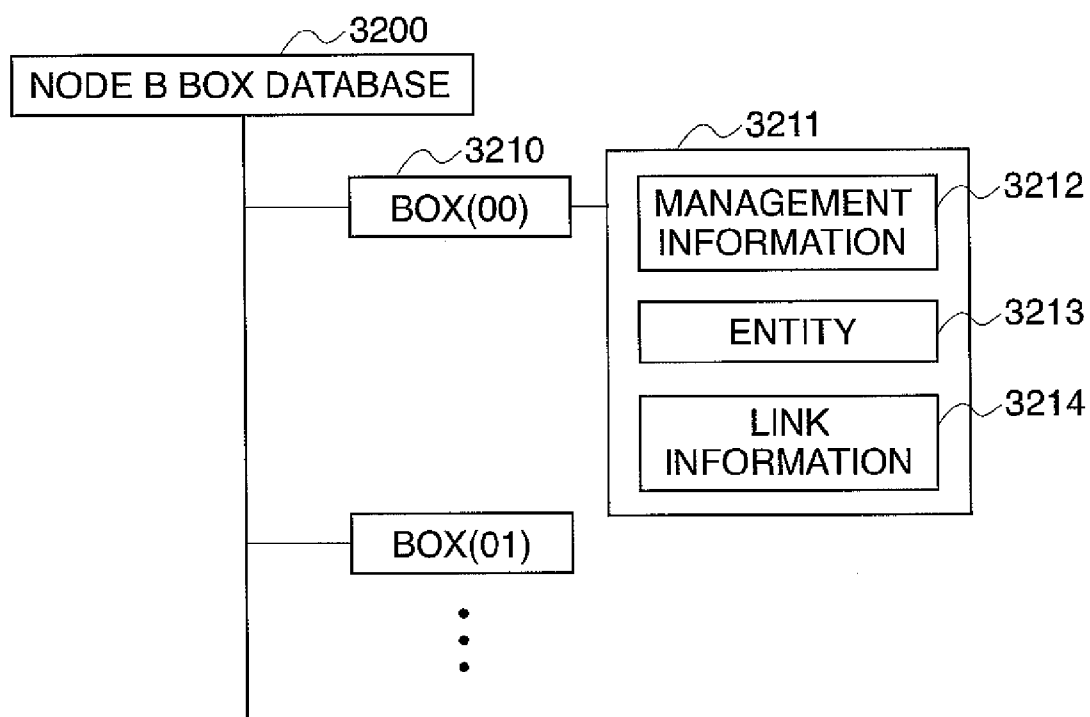 3200
NODE B BOX DATABASE
3211
3210
3212
BOX(00)
MANAGEMENT
INFORMATION
3213
ENTITY
3214
LINK
INFORMATION
BOX(01)